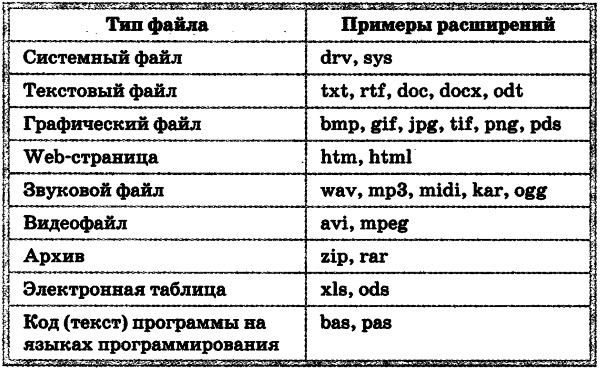 Тип файла Примеры расширений
Системный файл drv, sys
Текстовый файл txt, rtf, doc, docx, odt
Графический файл bmp, gif, jpg, tif, png, pds
Web-страница htm, html
Звуковой файл wav, mp3, midi, kar, ogg
Видеофайл avi, mpeg
Архив zip, rar
Электронная таблица xls, ods
Код (текст) программы на bas, pas
языках программирования